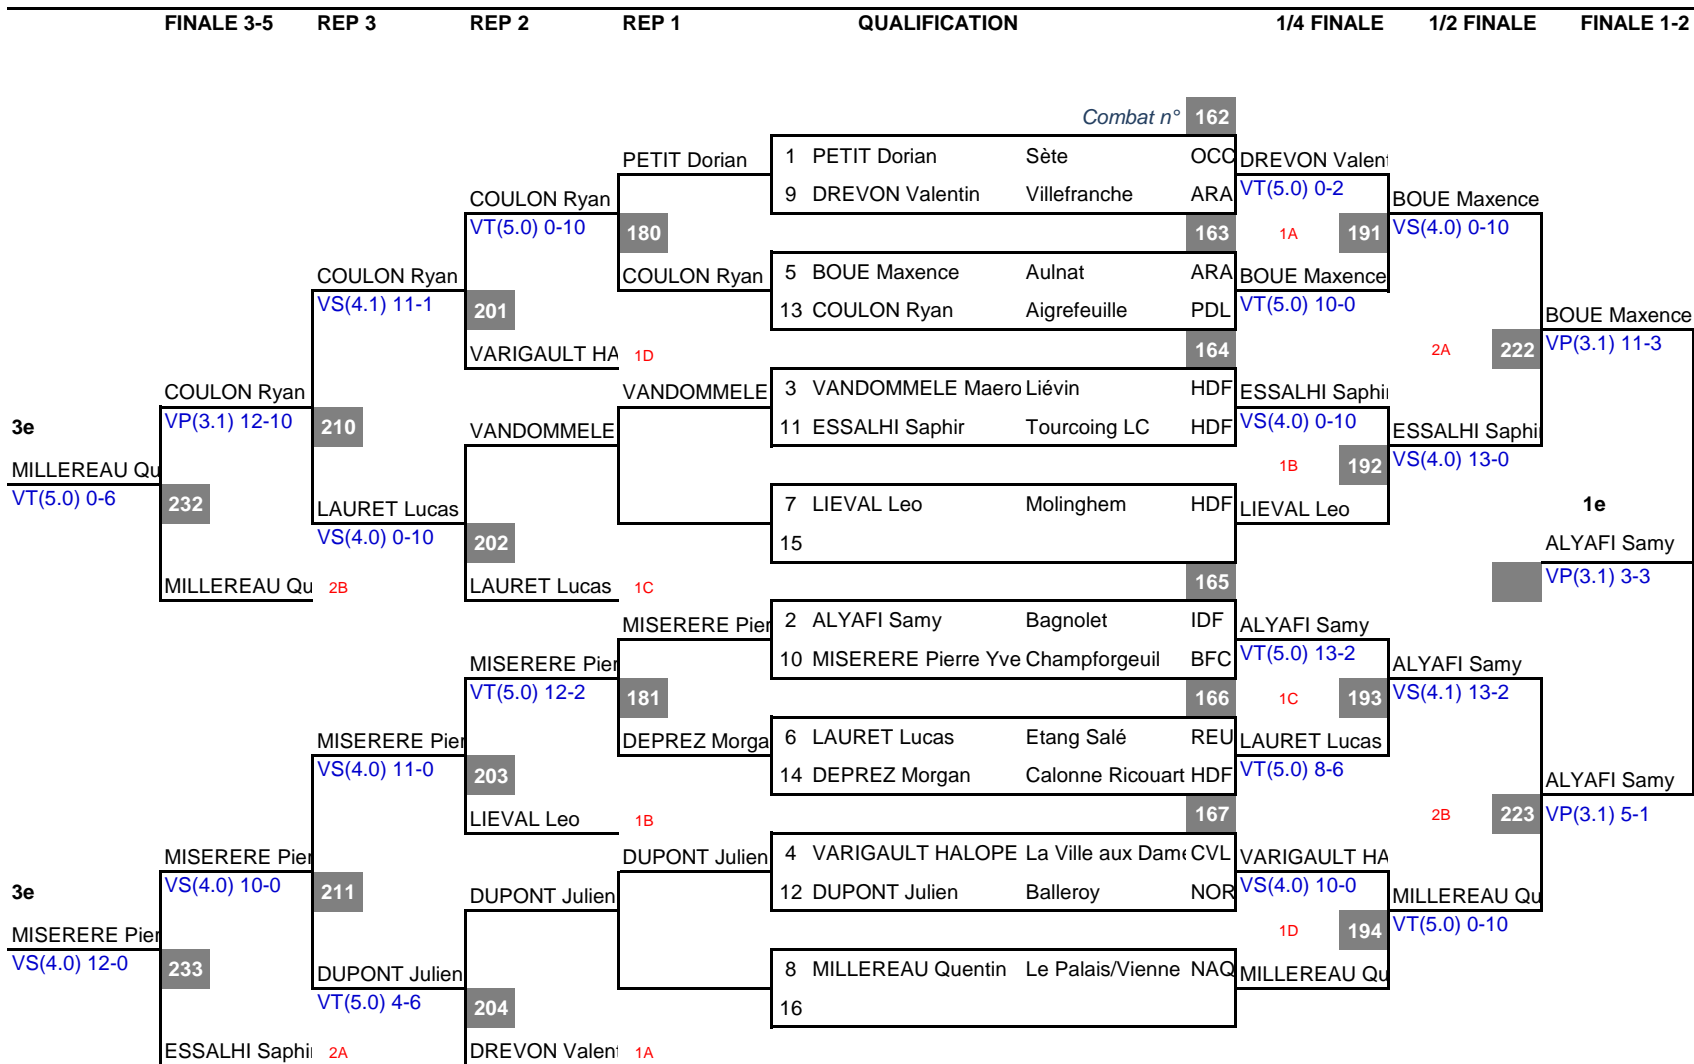 FINALE 3-5 REP 3 REP 2 REP 1 QUALIFICATION 1/4 FINALE 1/2 FINALE FINALE 1-2
Combat n° 162
PETIT Dorian 1 PETIT Dorian Sète OCC DREVON Valent
COULON Ryan 9 DREVON Valentin Villefranche ARA VT(5.0) 0-2 BOUE Maxence
VT(5.0) 0-10 180 163 1A 191 VS(4.0) 0-10
COULON Ryan COULON Ryan 5 BOUE Maxence Aulnat ARA BOUE Maxence
VS(4.1) 11-1 201 13 COULON Ryan Aigrefeuille PDL VT(5.0) 10-0 BOUE Maxence
VARIGAULT HA 1D 164 2A 222 VP(3.1) 11-3
COULON Ryan VANDOMMELE 3 VANDOMMELE Maero Liévin HDF ESSALHI Saphir
3e VP(3.1) 12-10 210 VANDOMMELE 11 ESSALHI Saphir Tourcoing LC HDF VS(4.0) 0-10 ESSALHI Saphi
MILLEREAU Qu 1B 192 VS(4.0) 13-0
VT(5.0) 0-6 232 LAURET Lucas 7 LIEVAL Leo Molinghem HDF LIEVAL Leo 1e
VS(4.0) 0-10 202 15 ALYAFI Samy
MILLEREAU Qu 2B LAURET Lucas 1C 165 VP(3.1) 3-3
MISERERE Pier 2 ALYAFI Samy Bagnolet IDF ALYAFI Samy
MISERERE Pier 10 MISERERE Pierre Yve Champforgeuil BFC VT(5.0) 13-2 ALYAFI Samy
VT(5.0) 12-2 181 166 1C 193 VS(4.1) 13-2
MISERERE Pier DEPREZ Morga 6 LAURET Lucas Etang Salé REU LAURET Lucas
VS(4.0) 11-0 203 14 DEPREZ Morgan Calonne Ricouart HDF VT(5.0) 8-6 ALYAFI Samy
LIEVAL Leo 1B 167 2B 223 VP(3.1) 5-1
MISERERE Pier DUPONT Julien 4 VARIGAULT HALOPE La Ville aux Dame CVL VARIGAULT HA
3e VS(4.0) 10-0 211 DUPONT Julien 12 DUPONT Julien Balleroy NOR VS(4.0) 10-0 MILLEREAU Qu
MISERERE Pier 1D 194 VT(5.0) 0-10
VS(4.0) 12-0 233 DUPONT Julien 8 MILLEREAU Quentin Le Palais/Vienne NAQ MILLEREAU Qu
VT(5.0) 4-6 204 16
ESSALHI Saphir 2A DREVON Valent 1A